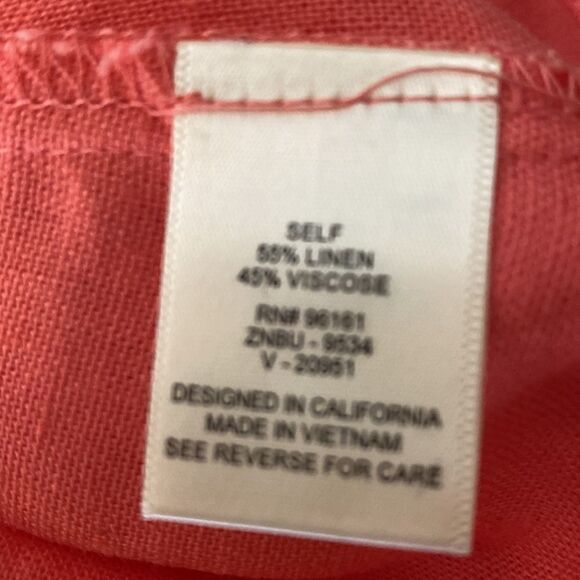 SELF
55% LINEN
45% VISCOSE
RN# 96161
ZNBU - 9534
V - 20951
DESIGNED IN CALIFORNIA
MADE IN VIETNAM
SEE REVERSE FOR CARE